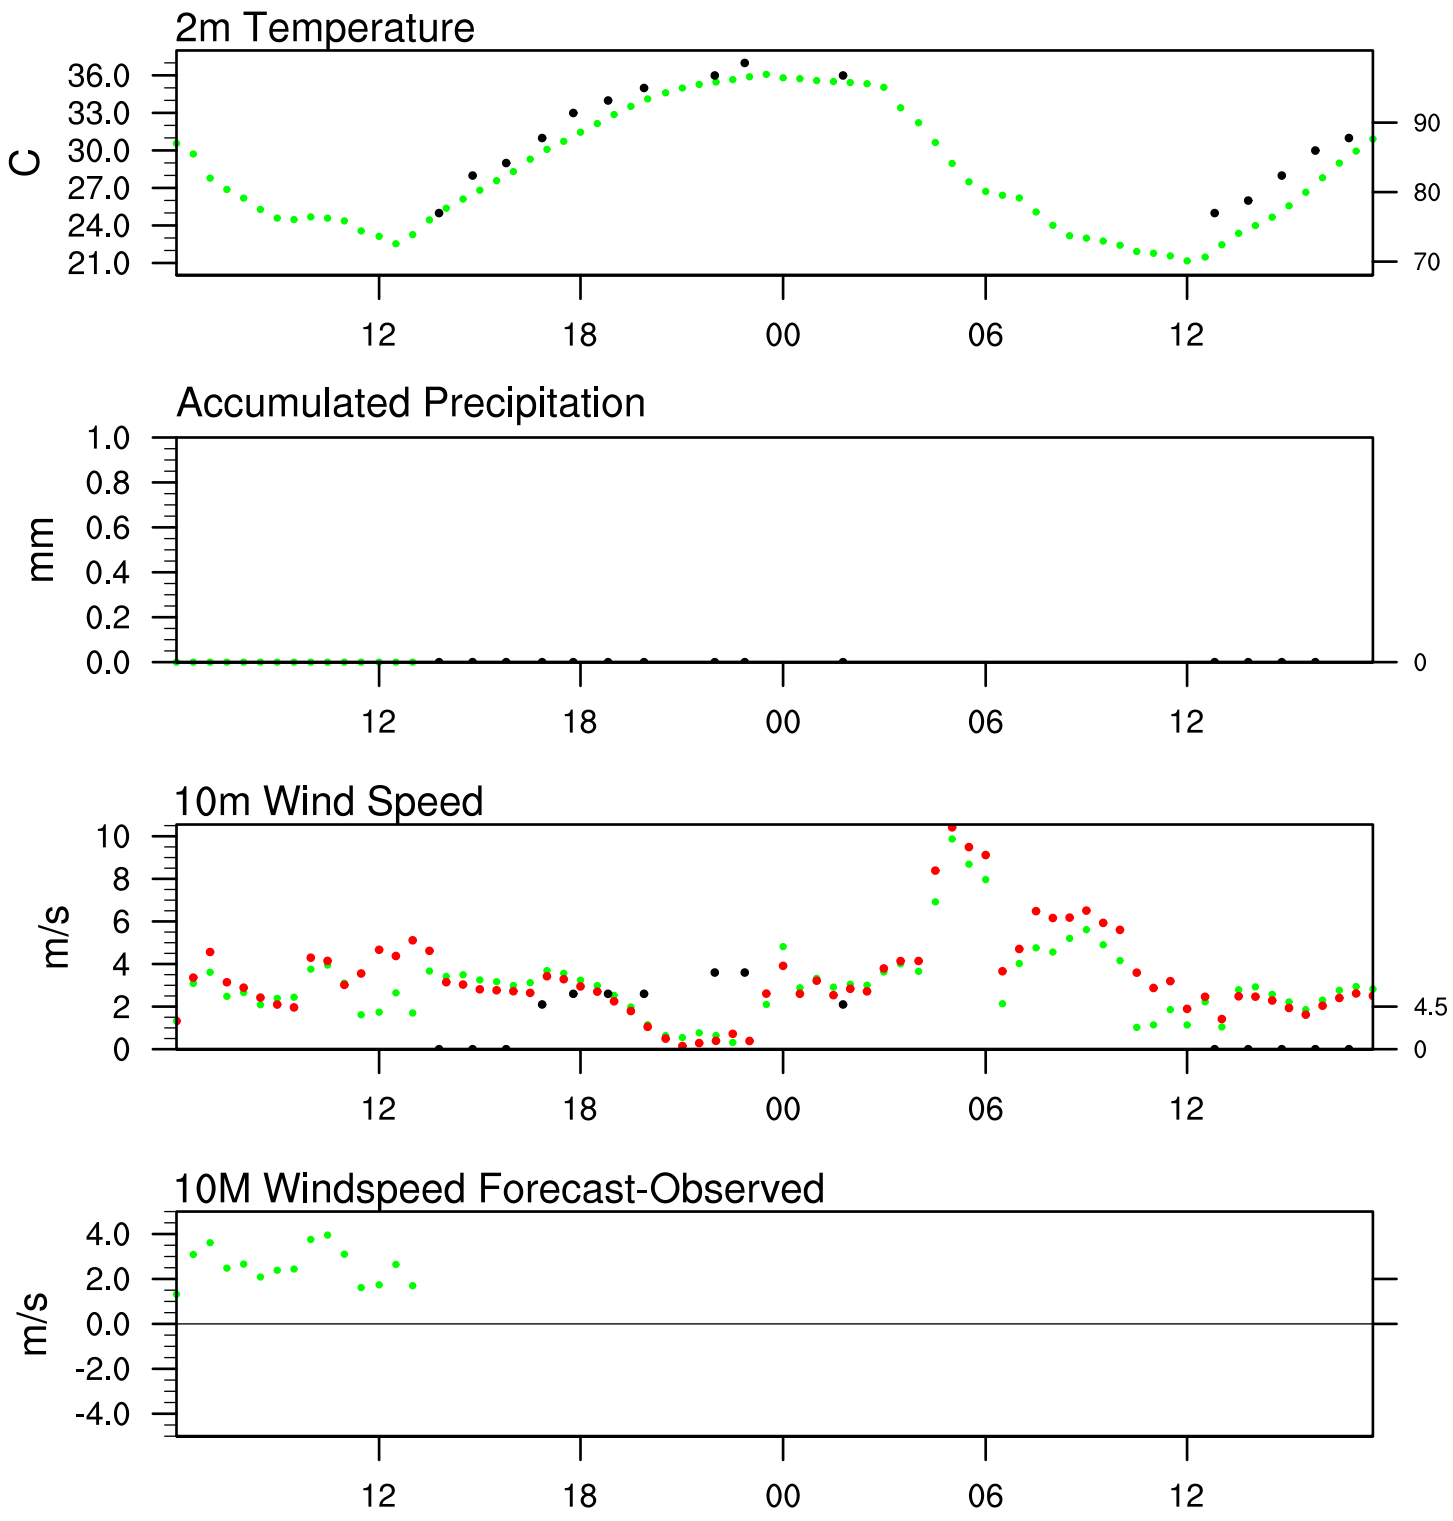 2m Temperature
C
36.0
33.0
30.0
27.0
24.0
21.0
90
80
70
12 18 00 06 12
Accumulated Precipitation
mm
1.0
0.8
0.6
0.4
0.2
0.0
0
12 18 00 06 12
10m Wind Speed
m/s
10
8
6
4
2
0
4.5
0
12 18 00 06 12
10M Windspeed Forecast-Observed
m/s
4.0
2.0
0.0
-2.0
-4.0
12 18 00 06 12